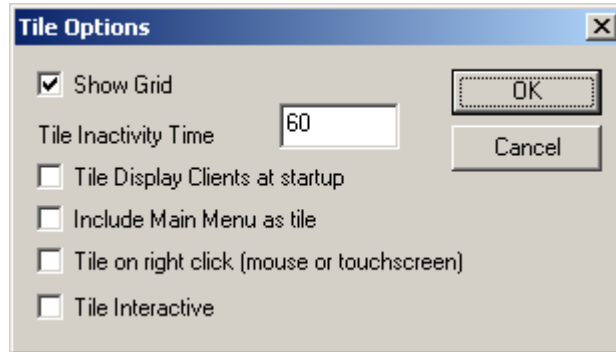 Tile Options
Show Grid
OK
Tile Inactivity Time 60
Cancel
Tile Display Clients at startup
Include Main Menu as tile
Tile on right click (mouse or touchscreen)
Tile Interactive